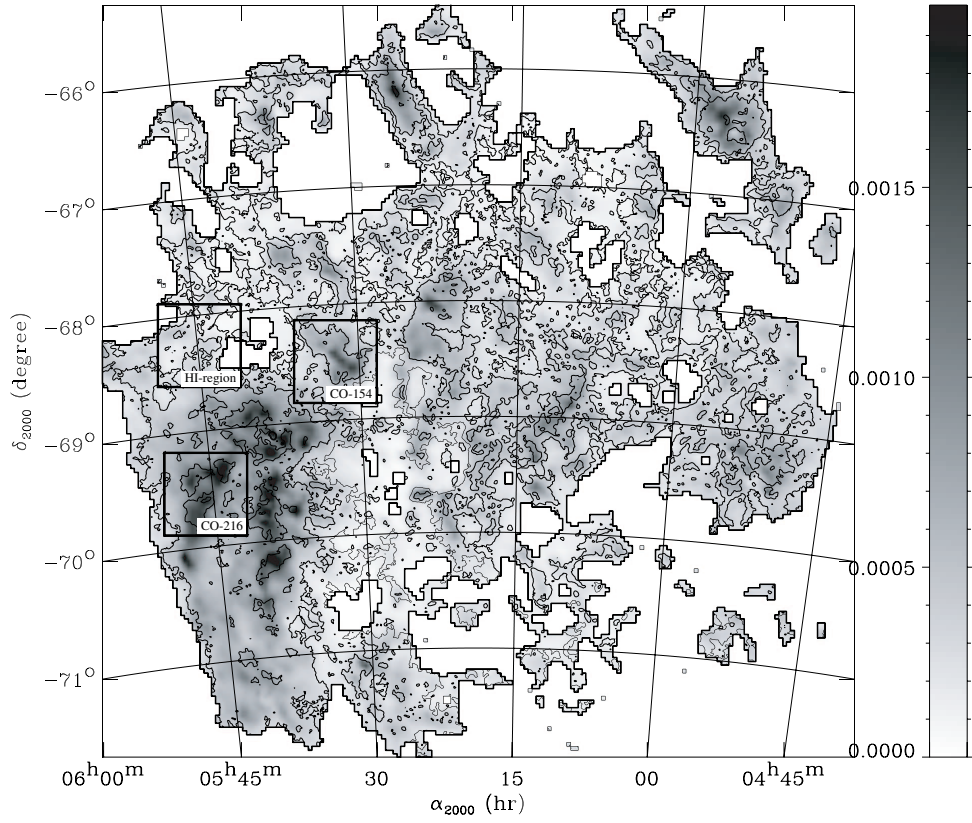 −66°
−67°
−68°
−69°
−70°
−71°
δ2000 (degree)
HI-region
CO-154
CO-216
06h00m 05h45m 30 15 00 04h45m
α2000 (hr)
0.0015
0.0010
0.0005
0.0000